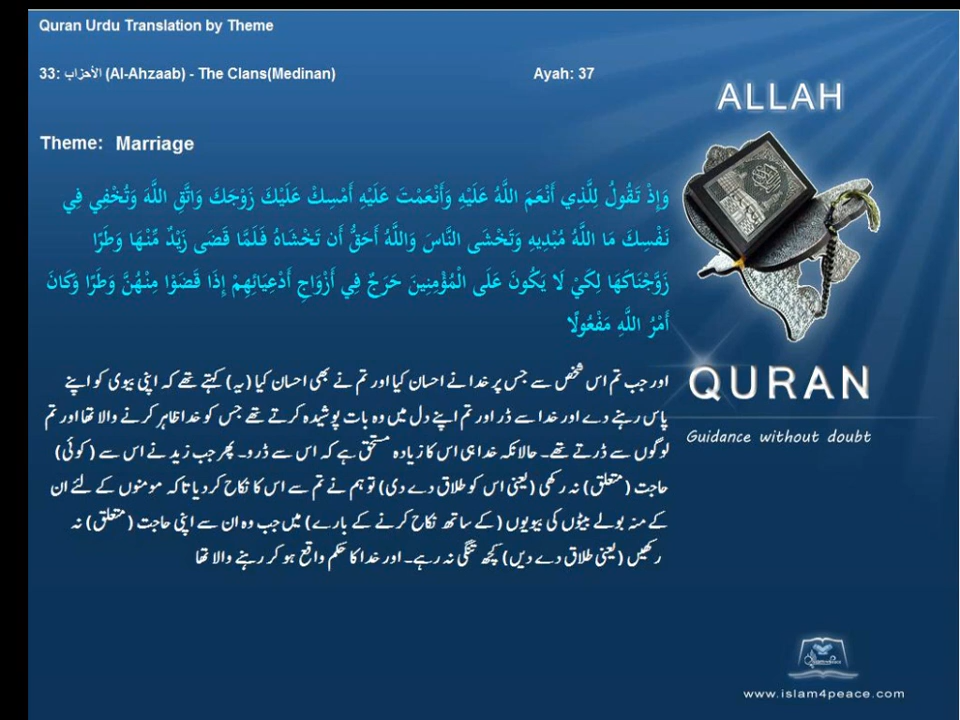 Quran Urdu Translation by Theme
33: الأحزاب (Al-Ahzaab) - The Clans(Medinan) Ayah: 37
Theme: Marriage
وَإِذْ تَقُولُ لِلَّذِي أَنْعَمَ اللَّهُ عَلَيْهِ وَأَنْعَمْتَ عَلَيْهِ أَمْسِكْ عَلَيْكَ زَوْجَكَ وَاتَّقِ اللَّهَ وَتُخْفِي فِي
نَفْسِكَ مَا اللَّهُ مُبْدِيهِ وَتَخْشَى النَّاسَ وَاللَّهُ أَحَقُّ أَن تَخْشَاهُ فَلَمَّا قَضَى زَيْدٌ مِّنْهَا وَطَرًا
زَوَّجْنَاكَهَا لِكَيْ لَا يَكُونَ عَلَى الْمُؤْمِنِينَ حَرَجٌ فِي أَزْوَاجِ أَدْعِيَائِهِمْ إِذَا قَضَوْا مِنْهُنَّ وَطَرًا وَكَانَ
أَمْرُ اللَّهِ مَفْعُولًا
اور جب تم اس شخص سے جس پر خدا نے احسان کیا اور تم نے بھی احسان کیا (یہ) کہتے تھے کہ اپنی بیوی کو اپنے
پاس رہنے دے اور خدا سے ڈر اور تم اپنے دل میں وہ بات پوشیدہ کرتے تھے جس کو خدا ظاہر کرنے والا تھا اور تم
لوگوں سے ڈرتے تھے۔ حالانکہ خدا ہی اس کا زیادہ مستحق ہے کہ اس سے ڈرو۔ پھر جب زید نے اس سے (کوئی)
حاجت (متعلق) نہ رکھی (یعنی اس کو طلاق دے دی) تو ہم نے تم سے اس کا نکاح کردیا تاکہ مومنوں کے لئے ان
کے منہ بولے بیٹوں کی بیویوں (کے ساتھ نکاح کرنے کے بارے) میں جب وہ ان سے اپنی حاجت (متعلق) نہ
رکھیں (یعنی طلاق دے دیں) کچھ تنگی نہ رہے۔ اور خدا کا حکم واقع ہو کر رہنے والا تھا
ALLAH
QURAN
Guidance without doubt
www.islam4peace.com